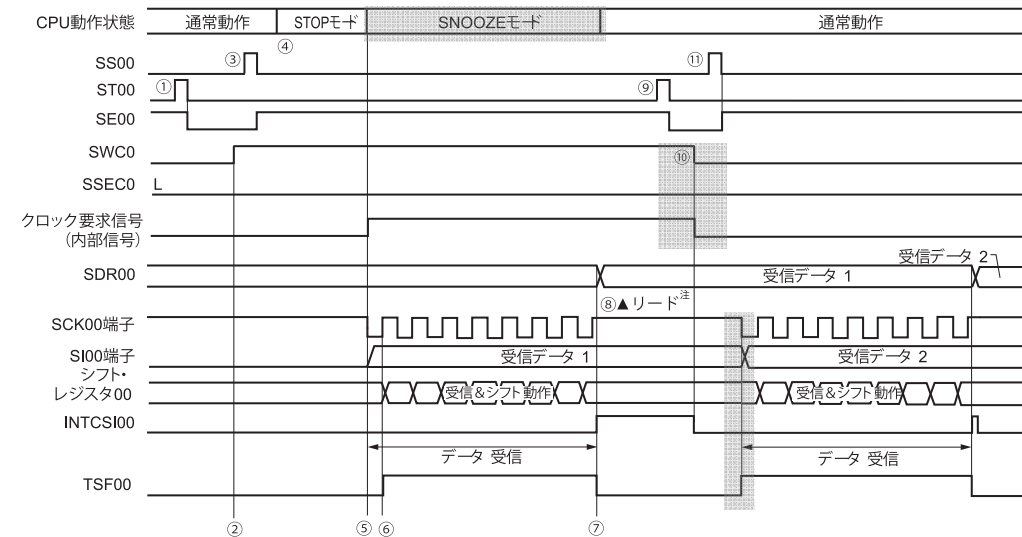 CPU動作状態 通常動作 STOPモード SNOOZEモード 通常動作
④
SS00 ③ ⑪
ST00 ① ⑨
SE00
SWC0 ⑩
SSEC0 L
クロック要求信号
(内部信号)
受信データ 2
SDR00 受信データ 1
⑧▲リード注
SCK00端子
SI00端子 受信データ 1 受信データ 2
シフト・
レジスタ00 受信&シフト動作 受信&シフト動作
INTCSI00
データ 受信 データ 受信
TSF00
② ⑤ ⑥ ⑦